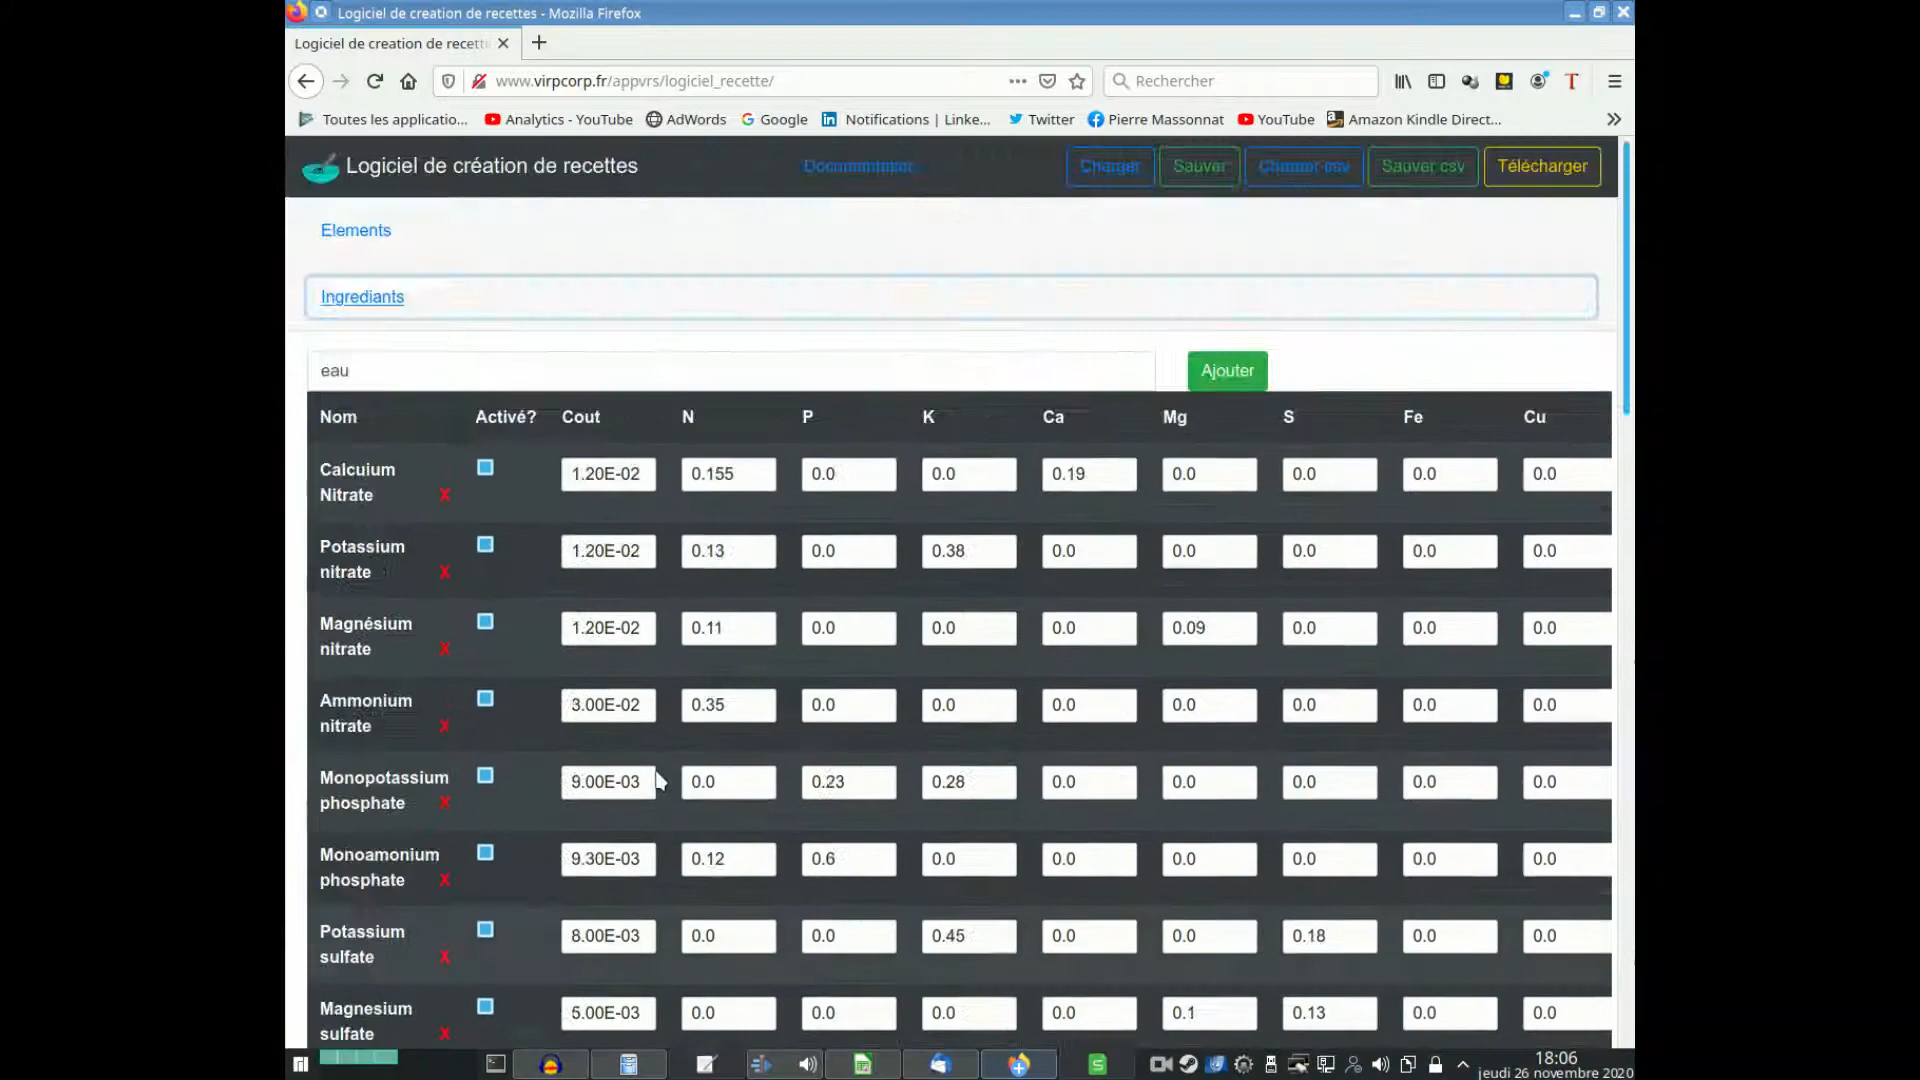 Logiciel de creation de recettes - Mozilla Firefox
Logiciel de creation de recett
www.virpcorp.fr/appvrs/logiciel_recette/
Rechercher
Toutes les applicatio... Analytics - YouTube AdWords Google Notifications | Linke... Twitter Pierre Massonnat YouTube Amazon Kindle Direct...
Logiciel de création de recettes Charger Sauver Sauver csv Télécharger
Elements
Ingrediants
eau Ajouter
Nom Activé? Cout N P K Ca Mg S Fe Cu
Calcuium
Nitrate X 1.20E-02 0.155 0.0 0.0 0.19 0.0 0.0 0.0 0.0
Potassium
nitrate X 1.20E-02 0.13 0.0 0.38 0.0 0.0 0.0 0.0 0.0
Magnésium
nitrate X 1.20E-02 0.11 0.0 0.0 0.0 0.09 0.0 0.0 0.0
Ammonium
nitrate X 3.00E-02 0.35 0.0 0.0 0.0 0.0 0.0 0.0 0.0
Monopotassium
phosphate X 9.00E-03 0.0 0.23 0.28 0.0 0.0 0.0 0.0 0.0
Monoamonium
phosphate X 9.30E-03 0.12 0.6 0.0 0.0 0.0 0.0 0.0 0.0
Potassium
sulfate X 8.00E-03 0.0 0.0 0.45 0.0 0.0 0.18 0.0 0.0
Magnesium
sulfate X 5.00E-03 0.0 0.0 0.0 0.0 0.1 0.13 0.0 0.0
18:06
jeudi 26 novembre 2020